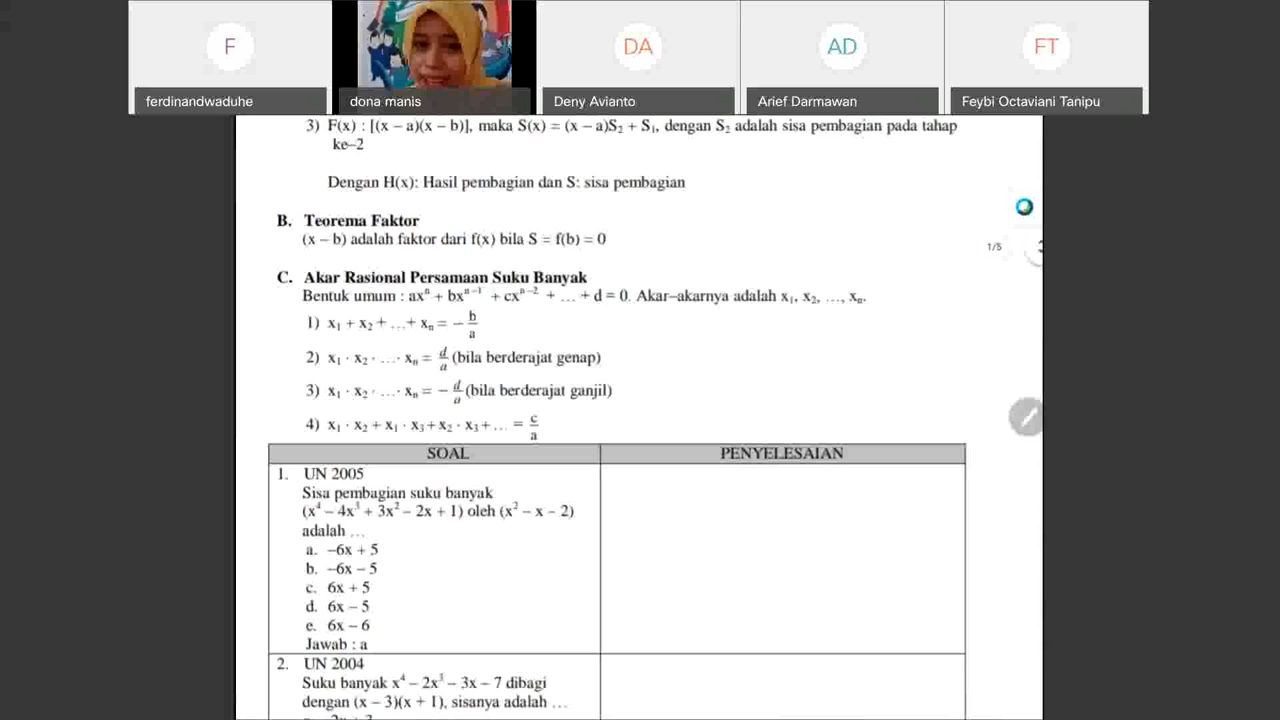 F
DA
AD
FT
ferdinandwaduhe
dona manis
Deny Avianto
Arief Darmawan
Feybi Octaviani Tanipu
3) F(x) : [(x – a)(x – b)], maka S(x) = (x – a)S₂ + S₁, dengan S₂ adalah sisa pembagian pada tahap
ke–2
Dengan H(x): Hasil pembagian dan S: sisa pembagian
B. Teorema Faktor
(x – b) adalah faktor dari f(x) bila S = f(b) = 0
1/5
C. Akar Rasional Persamaan Suku Banyak
Bentuk umum : axⁿ + bxⁿ⁻¹ + cxⁿ⁻² + … + d = 0. Akar–akarnya adalah x₁, x₂, …, xₙ.
1) x₁ + x₂ + …+ xₙ = – b/a
2) x₁ · x₂ · …· xₙ = d/a (bila berderajat genap)
3) x₁ · x₂ · …· xₙ = – d/a (bila berderajat ganjil)
4) x₁ · x₂ + x₁ · x₃ + x₂ · x₃ + … = c/a
SOAL
PENYELESAIAN
1. UN 2005
Sisa pembagian suku banyak
(x⁴ – 4x³ + 3x² – 2x + 1) oleh (x² – x – 2)
adalah …
a. –6x + 5
b. –6x – 5
c. 6x + 5
d. 6x – 5
e. 6x – 6
Jawab : a
2. UN 2004
Suku banyak x⁴ – 2x³ – 3x – 7 dibagi
dengan (x – 3)(x + 1), sisanya adalah …